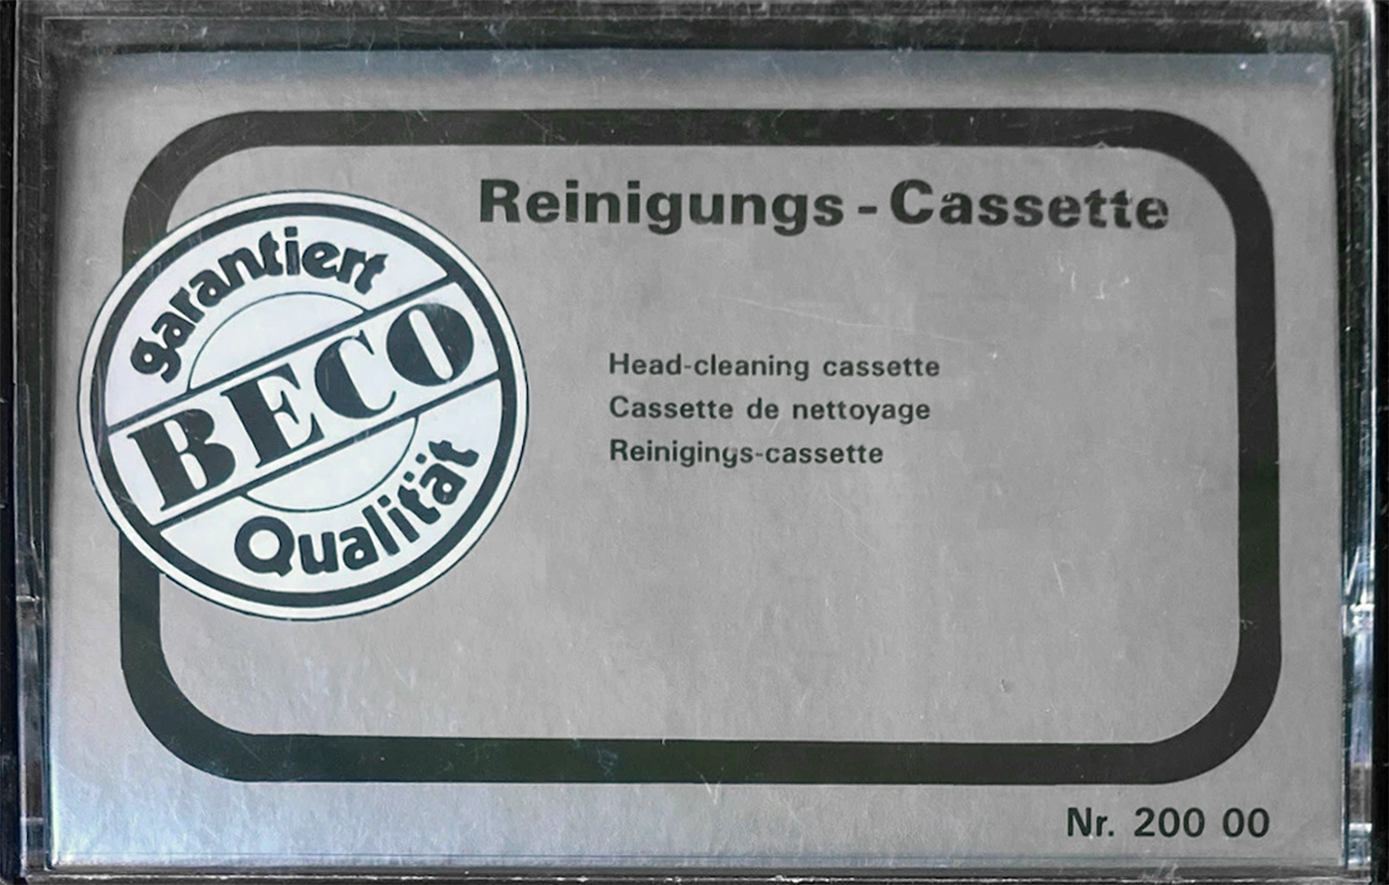 Reinigungs - Cassette
garantiert
BECO
Qualität
Head-cleaning cassette
Cassette de nettoyage
Reinigings-cassette
Nr. 200 00